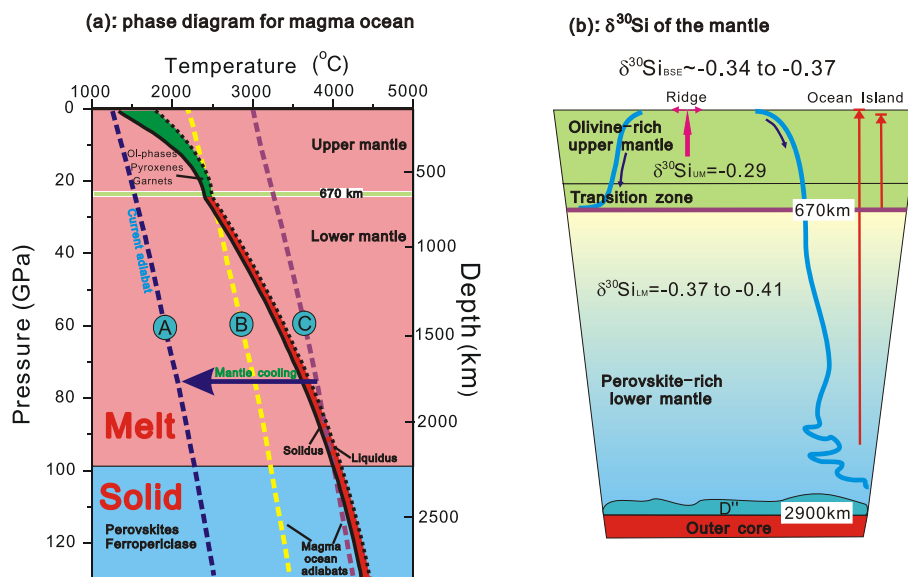 (a): phase diagram for magma ocean
Temperature (°C)
1000 2000 3000 4000 5000
0
20
40
60
80
100
120
Pressure (GPa)
500
1000
1500
2000
2500
Depth (km)
Upper mantle
Ol-phases
Pyroxenes
Garnets
670 km
Lower mantle
Current adiabat
A
B
C
Mantle cooling
Melt
Solidus
Liquidus
Solid
Perovskites
Ferropericlase
Magma
ocean
adiabats
(b): δ³⁰Si of the mantle
δ³⁰Si_BSE~-0.34 to -0.37
Ridge
Ocean Island
Olivine-rich
upper mantle
δ³⁰Si_UM=-0.29
Transition zone
670km
δ³⁰Si_LM=-0.37 to -0.41
Perovskite-rich
lower mantle
D"
2900km
Outer core